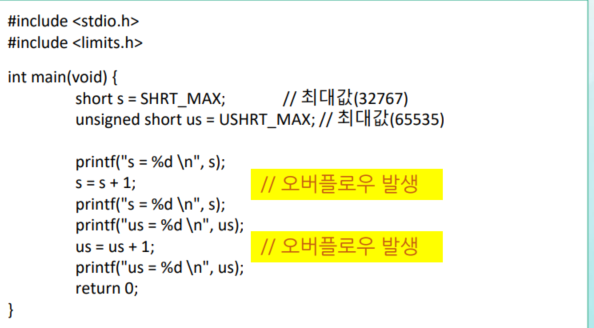 #include <stdio.h>
#include <limits.h>
int main(void) {
short s = SHRT_MAX; // 최대값(32767)
unsigned short us = USHRT_MAX; // 최대값(65535)
printf("s = %d \n", s);
s = s + 1; // 오버플로우 발생
printf("s = %d \n", s);
printf("us = %d \n", us);
us = us + 1; // 오버플로우 발생
printf("us = %d \n", us);
return 0;
}